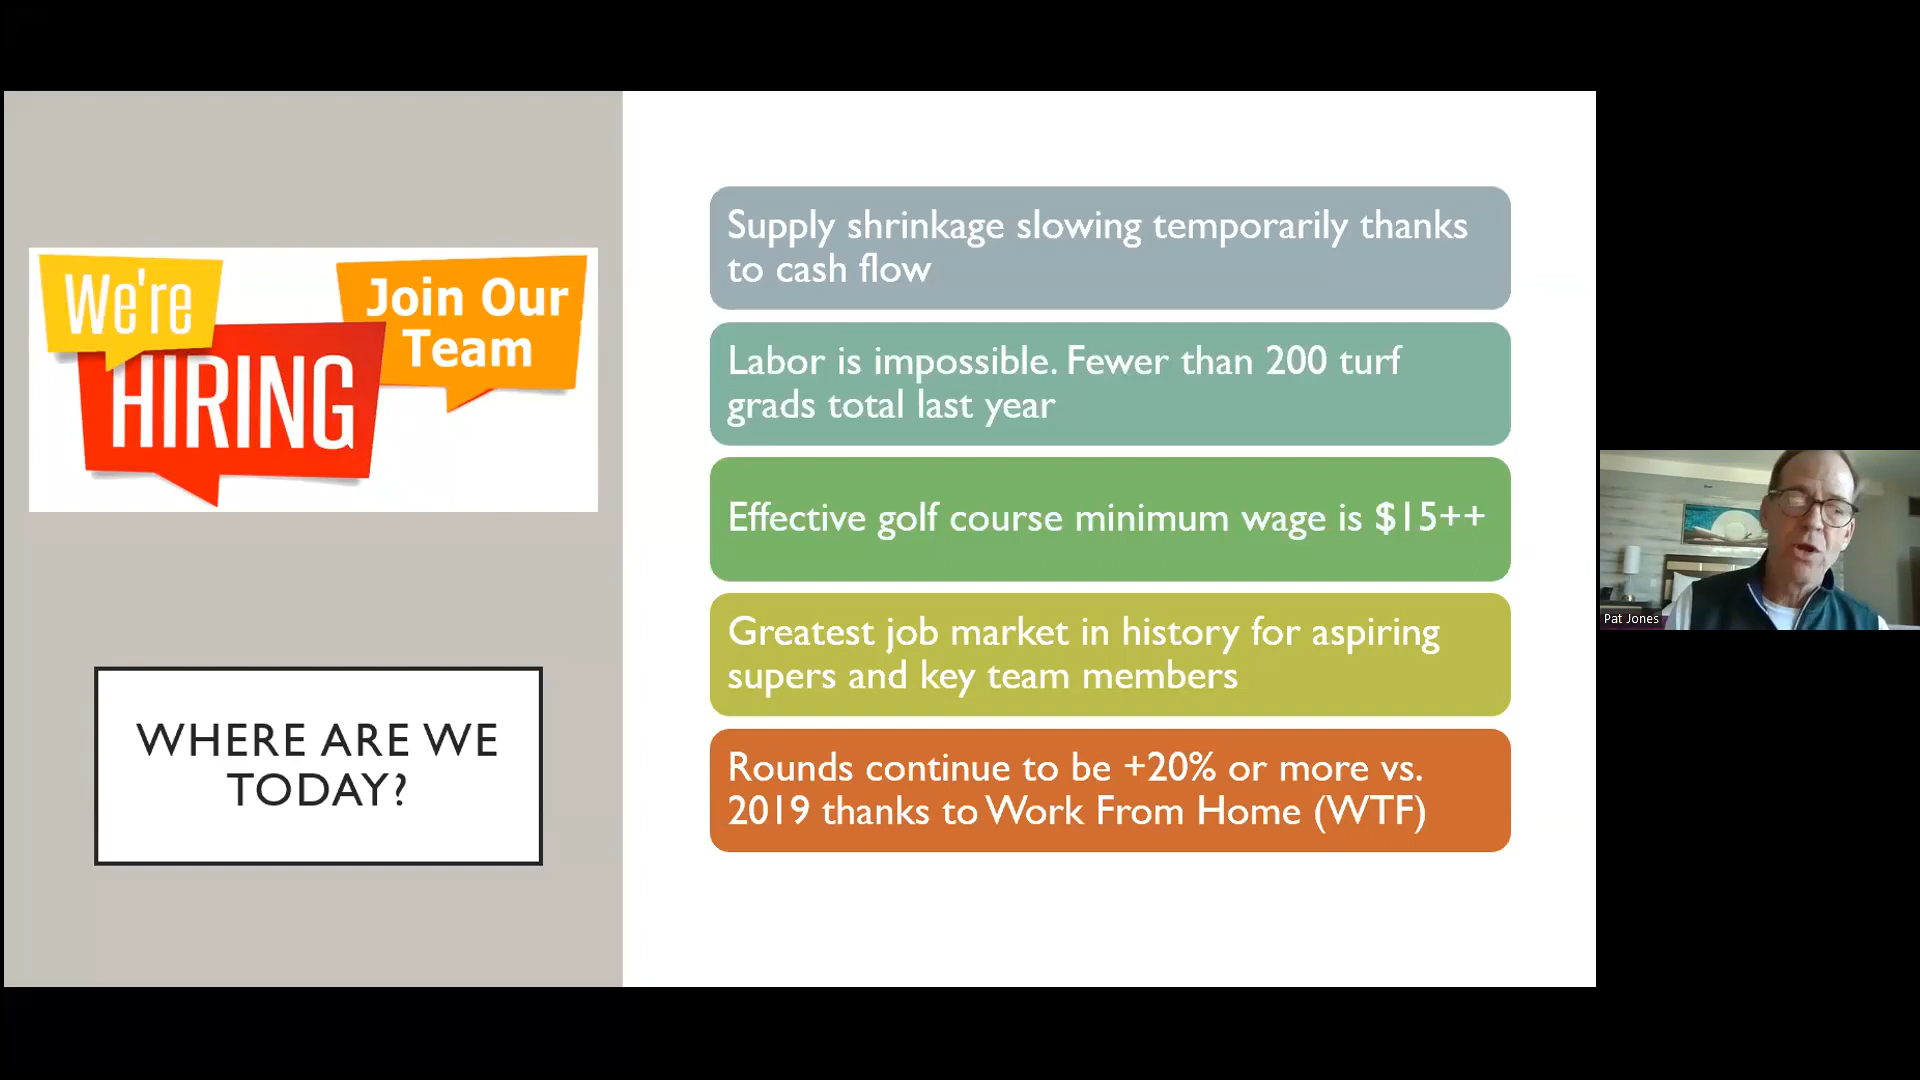 We're
HIRING
Join Our
Team
WHERE ARE WE
TODAY?
Supply shrinkage slowing temporarily thanks
to cash flow
Labor is impossible. Fewer than 200 turf
grads total last year
Effective golf course minimum wage is $15++
Greatest job market in history for aspiring
supers and key team members
Rounds continue to be +20% or more vs.
2019 thanks to Work From Home (WTF)
Pat Jones